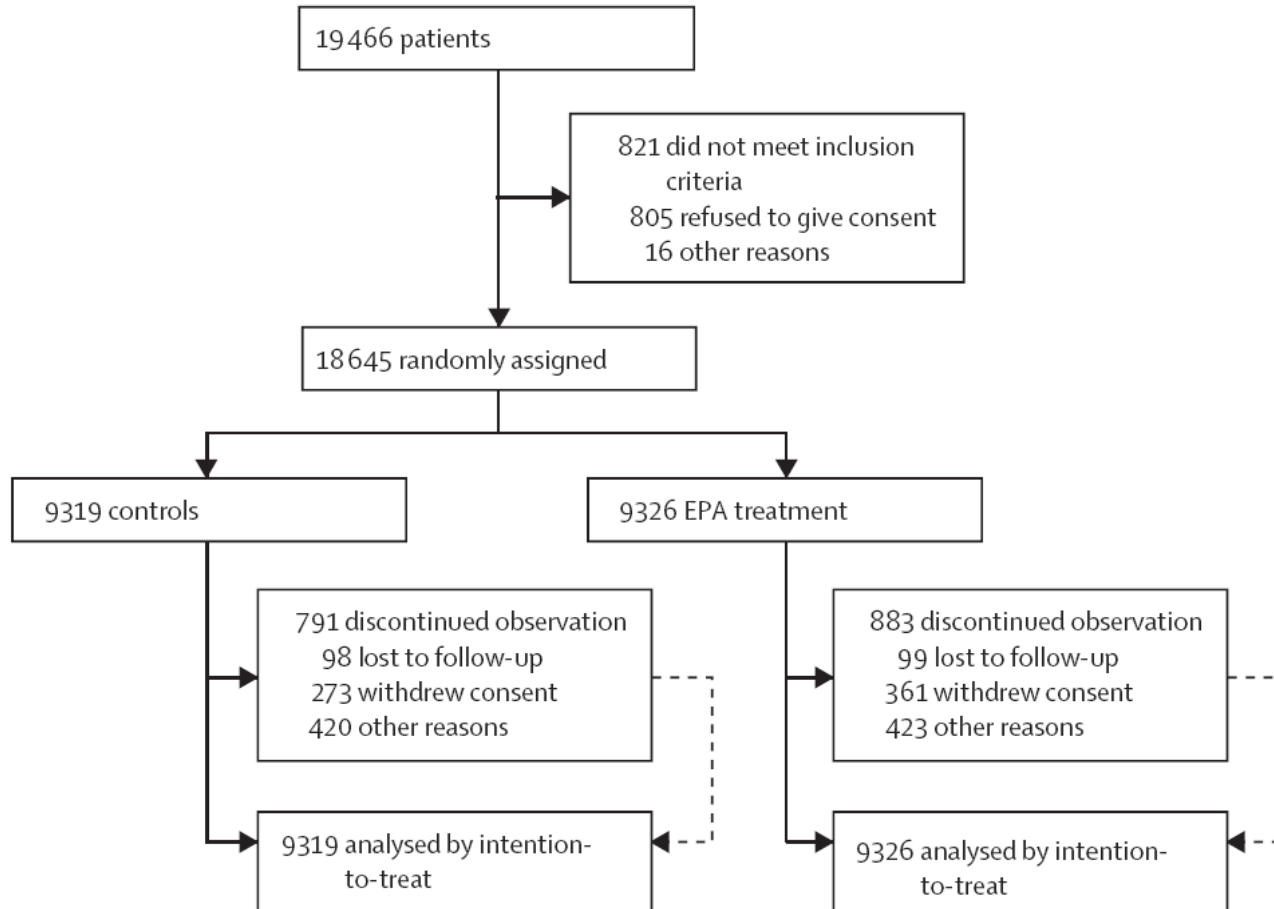 19466 patients
821 did not meet inclusion
criteria
805 refused to give consent
16 other reasons
18645 randomly assigned
9319 controls
9326 EPA treatment
791 discontinued observation
98 lost to follow-up
273 withdrew consent
420 other reasons
883 discontinued observation
99 lost to follow-up
361 withdrew consent
423 other reasons
9319 analysed by intention-
to-treat
9326 analysed by intention-
to-treat